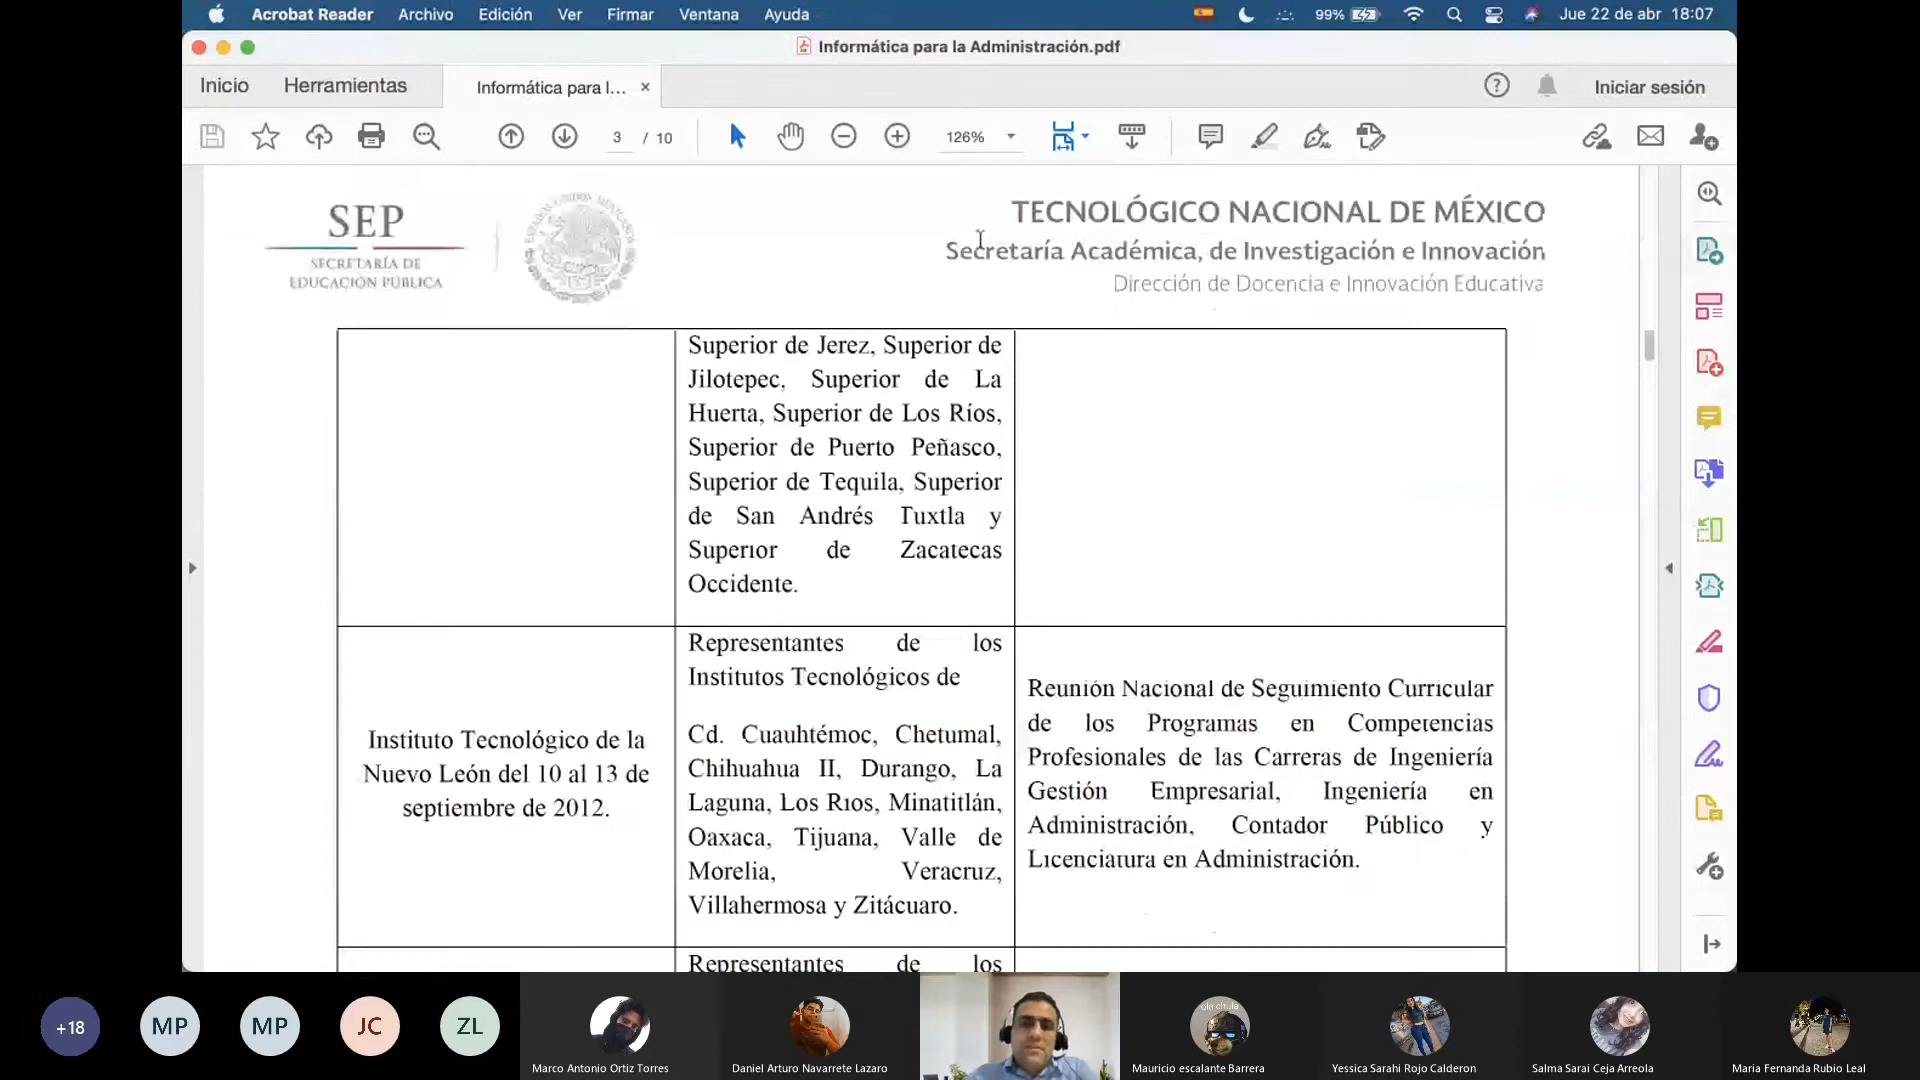 Acrobat Reader Archivo Edición Ver Firmar Ventana Ayuda 99% Jue 22 de abr 18:07
Informática para la Administración.pdf
Inicio Herramientas Informática para l... × Iniciar sesión
3 / 10 126%
SEP
SECRETARÍA DE
EDUCACIÓN PÚBLICA
ESTADOS UNIDOS MEXICANOS
TECNOLÓGICO NACIONAL DE MÉXICO
Secretaría Académica, de Investigación e Innovación
Dirección de Docencia e Innovación Educativa
Superior de Jerez, Superior de
Jilotepec, Superior de La
Huerta, Superior de Los Ríos,
Superior de Puerto Peñasco,
Superior de Tequila, Superior
de San Andrés Tuxtla y
Superior de Zacatecas
Occidente.
Instituto Tecnológico de la
Nuevo León del 10 al 13 de
septiembre de 2012.
Representantes de los
Institutos Tecnológicos de
Cd. Cuauhtémoc, Chetumal,
Chihuahua II, Durango, La
Laguna, Los Rios, Minatitlán,
Oaxaca, Tijuana, Valle de
Morelia, Veracruz,
Villahermosa y Zitácuaro.
Reunión Nacional de Seguimiento Curricular
de los Programas en Competencias
Profesionales de las Carreras de Ingeniería
Gestión Empresarial, Ingeniería en
Administración, Contador Público y
Licenciatura en Administración.
Representantes de los
+18 MP MP JC ZL
ola chula
Marco Antonio Ortiz Torres
Daniel Arturo Navarrete Lazaro
Mauricio escalante Barrera
Yessica Sarahi Rojo Calderon
Salma Sarai Ceja Arreola
Maria Fernanda Rubio Leal